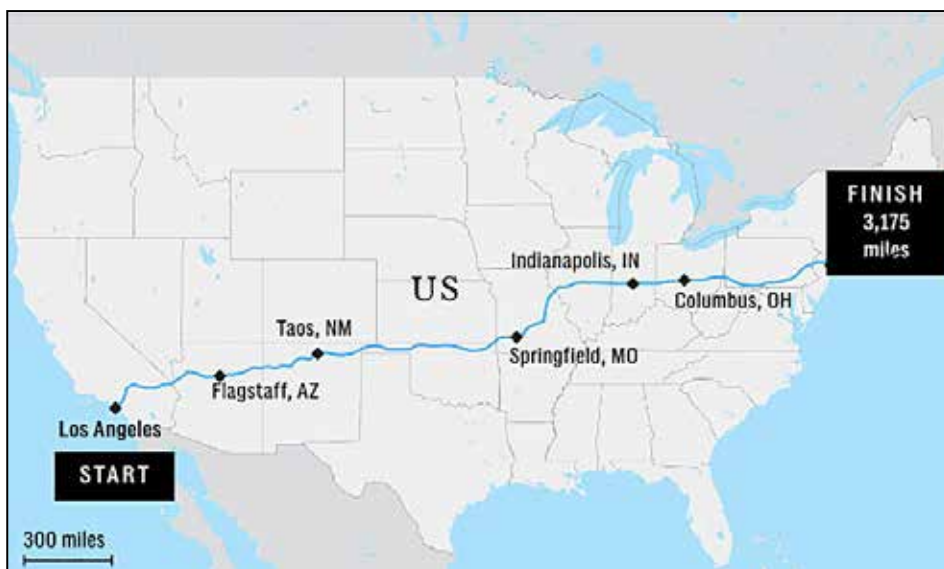 FINISH
3,175
miles
Indianapolis, IN
US
Columbus, OH
Taos, NM
Springfield, MO
Flagstaff, AZ
Los Angeles
START
300 miles